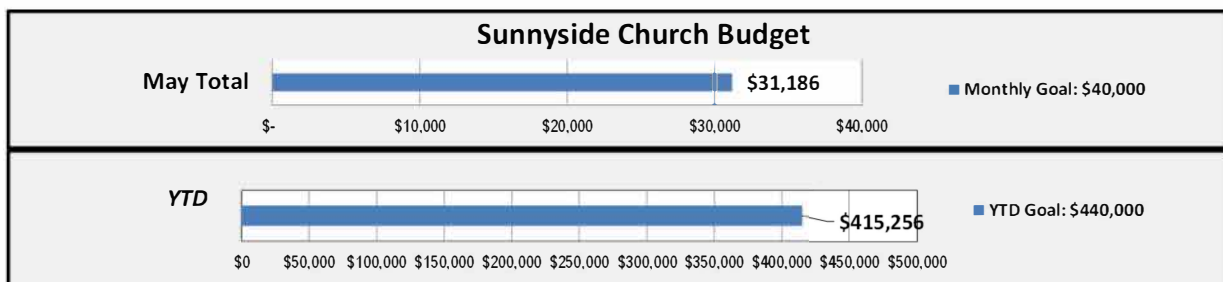 Sunnyside Church Budget
May Total
$31,186
Monthly Goal: $40,000
$- $10,000 $20,000 $30,000 $40,000
YTD
$415,256
YTD Goal: $440,000
$0 $50,000 $100,000 $150,000 $200,000 $250,000 $300,000 $350,000 $400,000 $450,000 $500,000